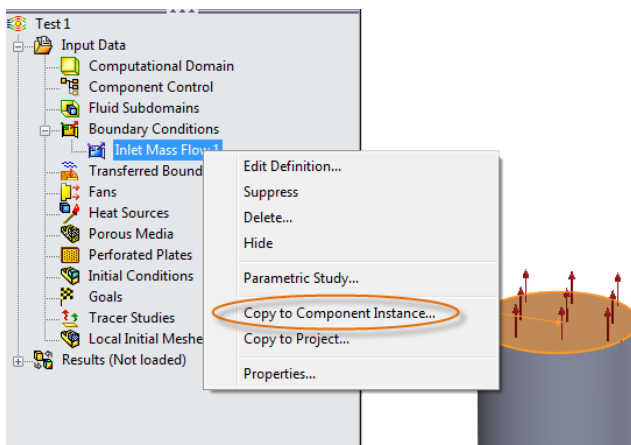 Test 1
Input Data
Computational Domain
Component Control
Fluid Subdomains
Boundary Conditions
Inlet Mass Flow 1
Transferred Bound
Fans
Heat Sources
Porous Media
Perforated Plates
Initial Conditions
Goals
Tracer Studies
Local Initial Meshe
Results (Not loaded)
Edit Definition...
Suppress
Delete...
Hide
Parametric Study...
Copy to Component Instance...
Copy to Project...
Properties...